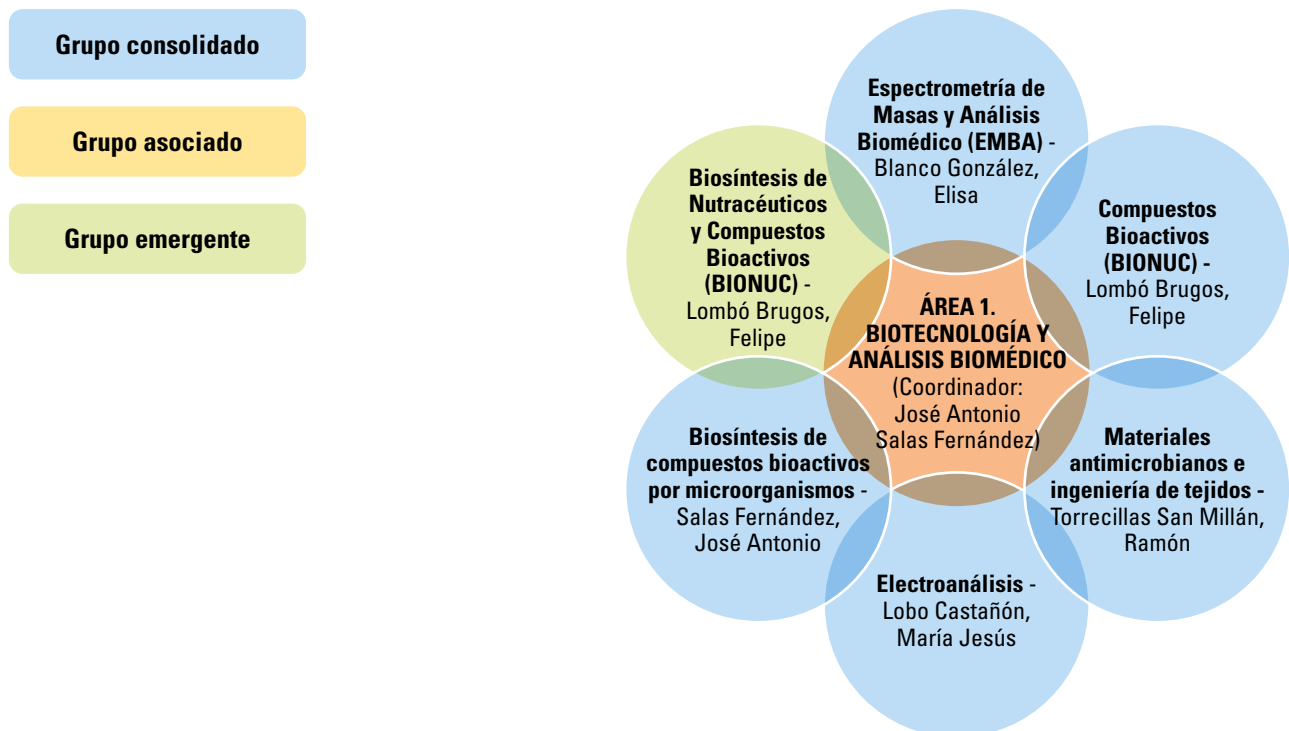 Grupo consolidado
Grupo asociado
Grupo emergente
Espectrometría de
Masas y Análisis
Biomédico (EMBA) -
Blanco González,
Elisa
Biosíntesis de
Nutracéuticos
y Compuestos
Bioactivos
(BIONUC) -
Lombó Brugos,
Felipe
Compuestos
Bioactivos
(BIONUC) -
Lombó Brugos,
Felipe
ÁREA 1.
BIOTECNOLOGÍA Y
ANÁLISIS BIOMÉDICO
(Coordinador:
José Antonio
Salas Fernández)
Biosíntesis de
compuestos bioactivos
por microorganismos -
Salas Fernández,
José Antonio
Materiales
antimicrobianos e
ingeniería de tejidos -
Torrecillas San Millán,
Ramón
Electroanálisis -
Lobo Castañón,
María Jesús